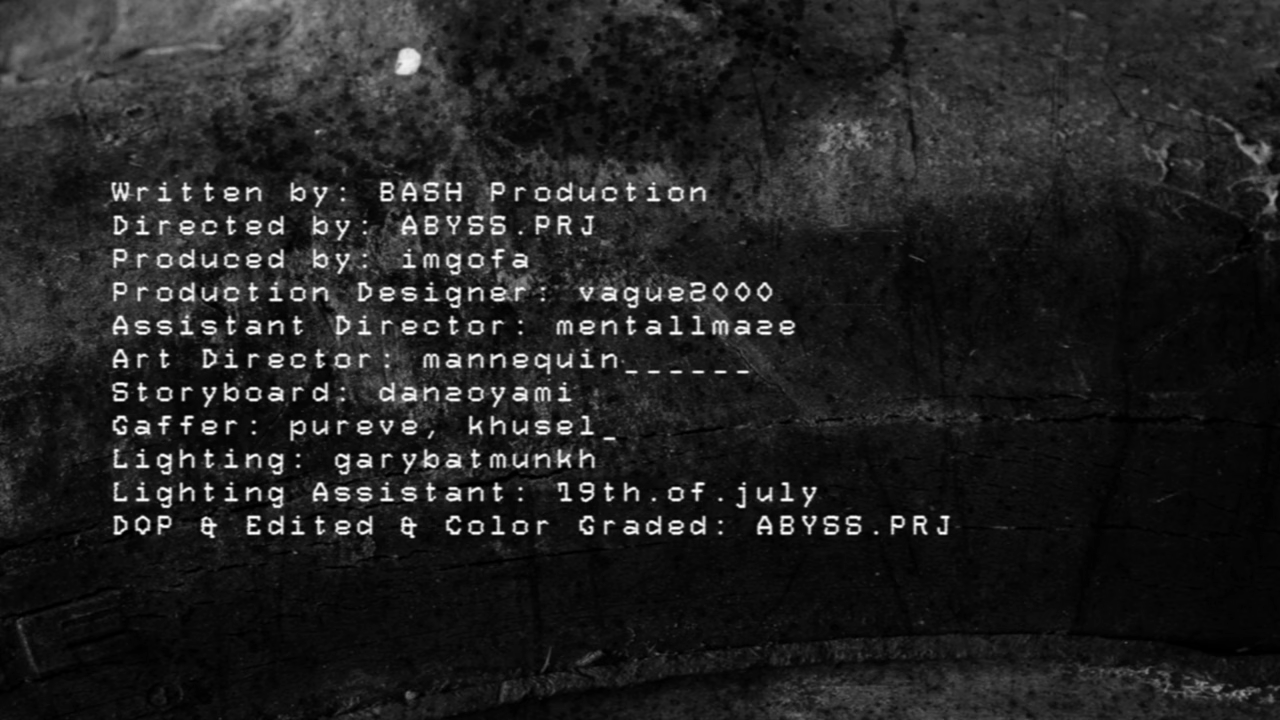 Written by: BASH Production
Directed by: ABYSS.PRJ
Produced by: imgofa
Production Designer: vague2000
Assistant Director: mentallmaze
Art Director: mannequin______
Storyboard: danzoyami
Gaffer: pureve, khusel_
Lighting: garybatmunkh
Lighting Assistant: 19th.of.july
DOP & Edited & Color Graded: ABYSS.PRJ